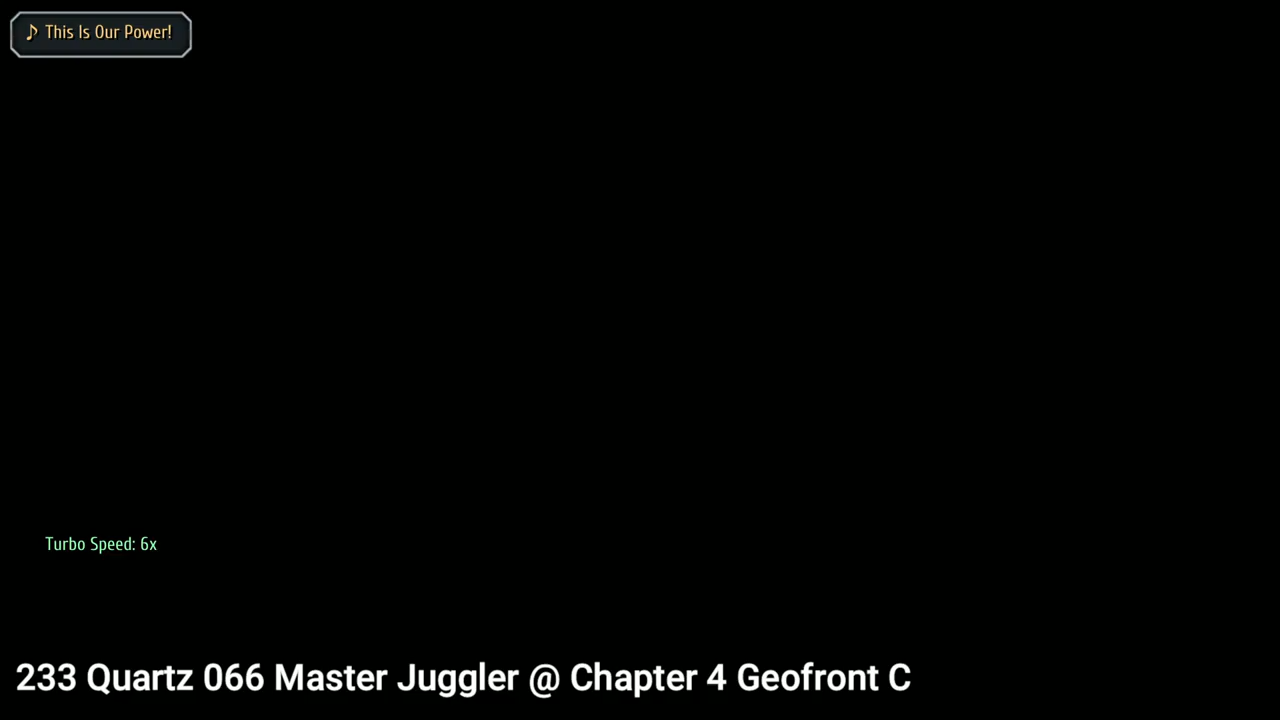 ♪ This Is Our Power!
Turbo Speed: 6x
233 Quartz 066 Master Juggler @ Chapter 4 Geofront C